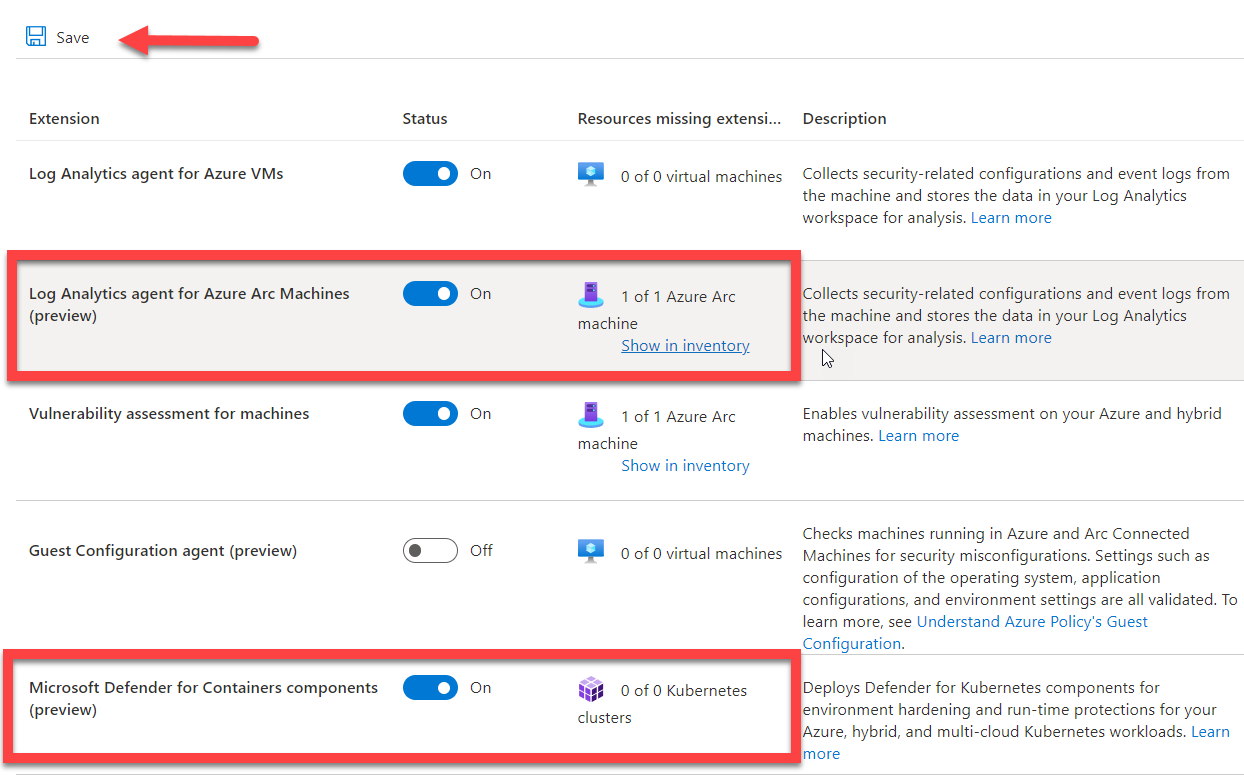 Save
Extension Status Resources missing extensi... Description
Log Analytics agent for Azure VMs
On
0 of 0 virtual machines
Collects security-related configurations and event logs from
the machine and stores the data in your Log Analytics
workspace for analysis. Learn more
Log Analytics agent for Azure Arc Machines
(preview)
On
1 of 1 Azure Arc
machine
Show in inventory
Collects security-related configurations and event logs from
the machine and stores the data in your Log Analytics
workspace for analysis. Learn more
Vulnerability assessment for machines
On
1 of 1 Azure Arc
machine
Show in inventory
Enables vulnerability assessment on your Azure and hybrid
machines. Learn more
Guest Configuration agent (preview)
Off
0 of 0 virtual machines
Checks machines running in Azure and Arc Connected
Machines for security misconfigurations. Settings such as
configuration of the operating system, application
configurations, and environment settings are all validated. To
learn more, see Understand Azure Policy's Guest
Configuration.
Microsoft Defender for Containers components
(preview)
On
0 of 0 Kubernetes
clusters
Deploys Defender for Kubernetes components for
environment hardening and run-time protections for your
Azure, hybrid, and multi-cloud Kubernetes workloads. Learn
more